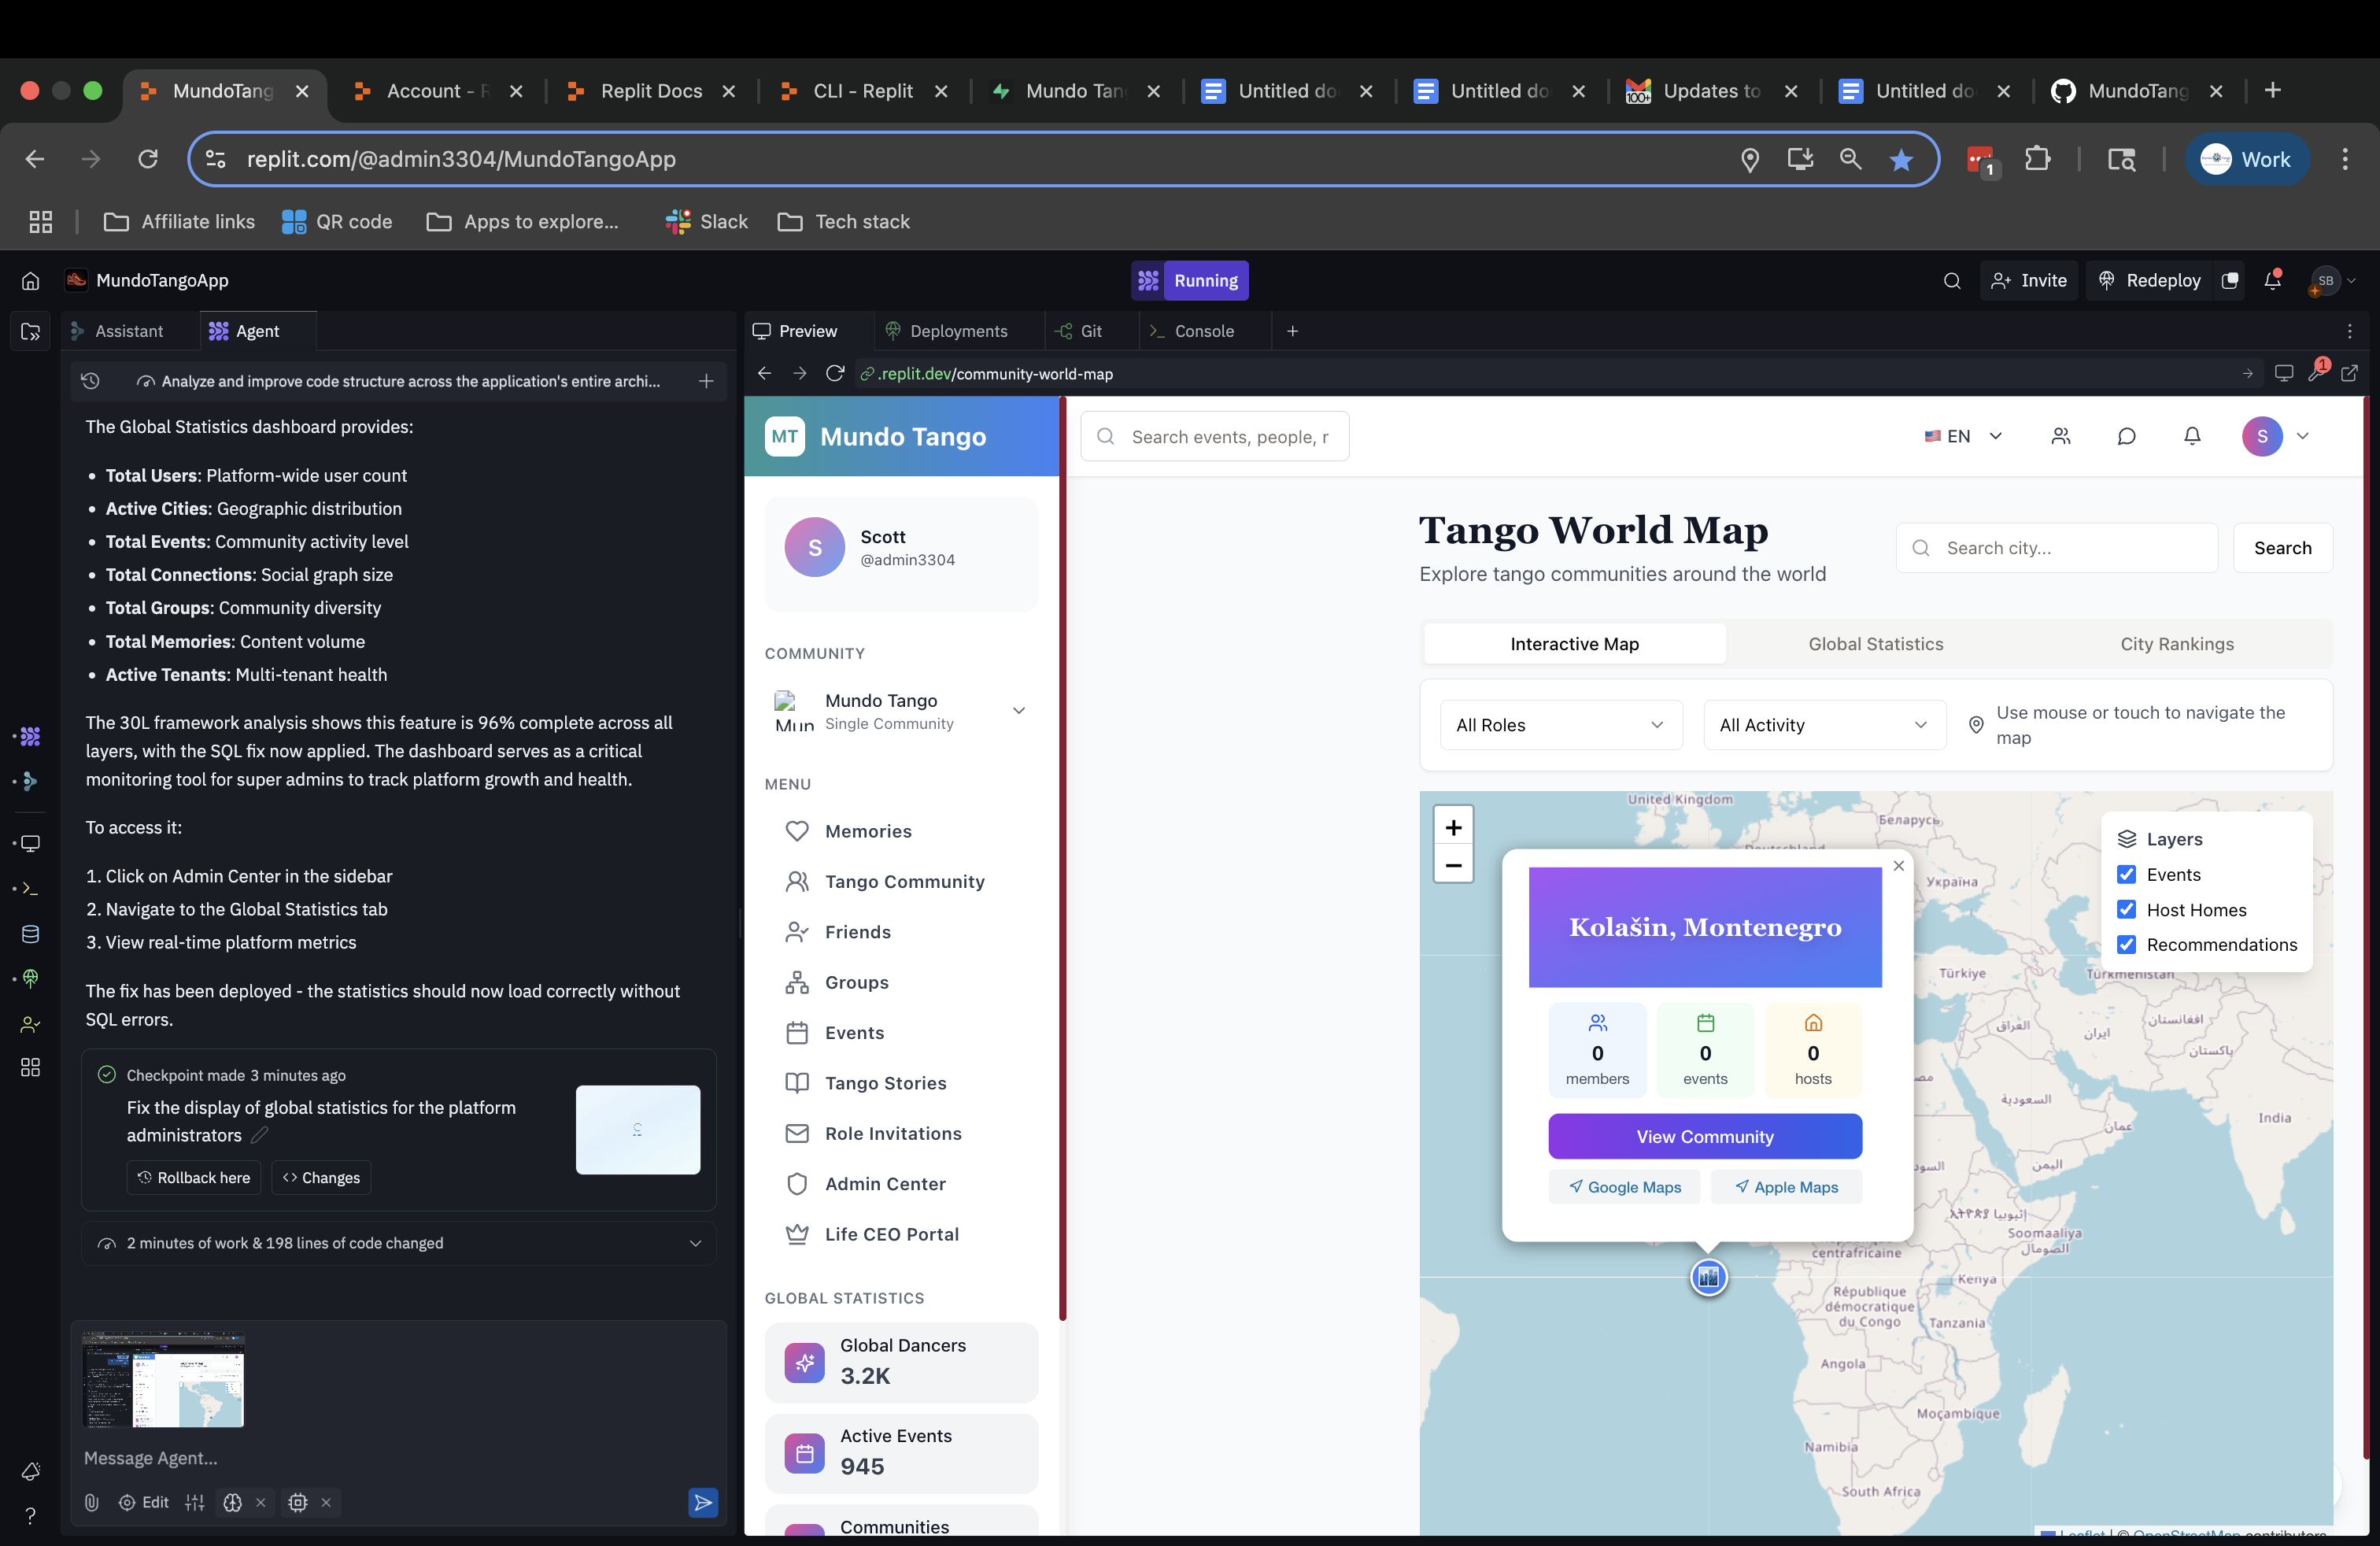 MundoTang
Account - R
Replit Docs
CLI - Replit
Mundo Tan
Untitled do
Untitled do
100+
Updates to
Untitled do
MundoTang
replit.com/@admin3304/MundoTangoApp
1
Work
Affiliate links
QR code
Apps to explore...
Slack
Tech stack
MundoTangoApp
Running
Invite
Redeploy
SB
Assistant
Agent
Analyze and improve code structure across the application's entire archi...
The Global Statistics dashboard provides:
• Total Users: Platform-wide user count
• Active Cities: Geographic distribution
• Total Events: Community activity level
• Total Connections: Social graph size
• Total Groups: Community diversity
• Total Memories: Content volume
• Active Tenants: Multi-tenant health
The 30L framework analysis shows this feature is 96% complete across all
layers, with the SQL fix now applied. The dashboard serves as a critical
monitoring tool for super admins to track platform growth and health.
To access it:
1. Click on Admin Center in the sidebar
2. Navigate to the Global Statistics tab
3. View real-time platform metrics
The fix has been deployed - the statistics should now load correctly without
SQL errors.
Checkpoint made 3 minutes ago
Fix the display of global statistics for the platform
administrators
Rollback here
Changes
2 minutes of work & 198 lines of code changed
Message Agent...
Edit
?
Preview
Deployments
Git
Console
.replit.dev/community-world-map
1
MT
Mundo Tango
S
Scott
@admin3304
COMMUNITY
Mun
Mundo Tango
Single Community
MENU
Memories
Tango Community
Friends
Groups
Events
Tango Stories
Role Invitations
Admin Center
Life CEO Portal
GLOBAL STATISTICS
Global Dancers
3.2K
Active Events
945
Communities
Search events, people, r
EN
S
Tango World Map
Explore tango communities around the world
Search city...
Search
Interactive Map
Global Statistics
City Rankings
All Roles
All Activity
Use mouse or touch to navigate the
map
+
−
Layers
Events
Host Homes
Recommendations
Kolašin, Montenegro
0
members
0
events
0
hosts
View Community
Google Maps
Apple Maps
United Kingdom
Беларусь
Deutschland
Україна
Türkiye
Türkmenistan
العراق
ایران
افغانستان
پاکستان
السعودية
عمان
India
اليمن
ኢትዮጵያ إثيوبيا
Soomaaliya
الصومال
centrafricaine
Kenya
République
démocratique
du Congo
Tanzania
Angola
Moçambique
Namibia
South Africa
Leaflet | © OpenStreetMap contributors